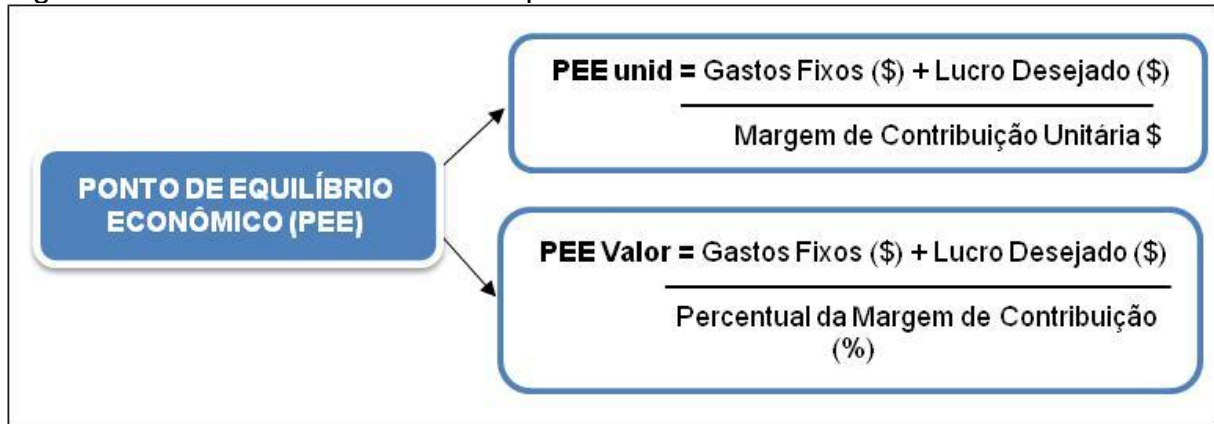 PONTO DE EQUILÍBRIO
ECONÔMICO (PEE)
PEE unid = Gastos Fixos ($) + Lucro Desejado ($)
Margem de Contribuição Unitária $
PEE Valor = Gastos Fixos ($) + Lucro Desejado ($)
Percentual da Margem de Contribuição
(%)